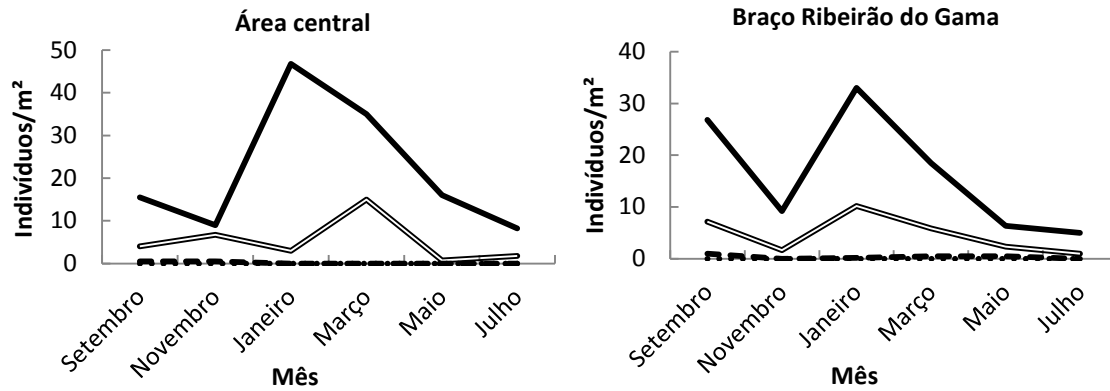 Área central
Indivíduos/m²
50
40
30
20
10
0
Setembro
Novembro
Janeiro
Março
Maio
Julho
Mês
Braço Ribeirão do Gama
Indivíduos/m²
40
30
20
10
0
Setembro
Novembro
Janeiro
Março
Maio
Julho
Mês